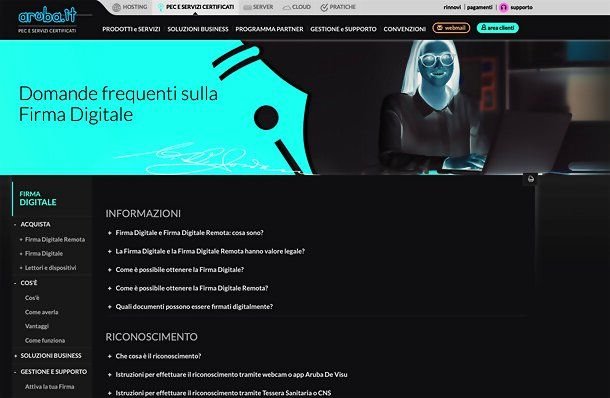 aruba.it
PEC E SERVIZI CERTIFICATI
HOSTING PEC E SERVIZI CERTIFICATI SERVER CLOUD PRATICHE
rinnovi | pagamenti | supporto
PRODOTTI e SERVIZI SOLUZIONI BUSINESS PROGRAMMA PARTNER GESTIONE e SUPPORTO CONVENZIONI webmail area clienti
Domande frequenti sulla
Firma Digitale
FIRMA
DIGITALE
- ACQUISTA
+ Firma Digitale Remota
+ Firma Digitale
+ Lettori e dispositivi
- COS'È
Cos'è
Come averla
Vantaggi
Come funziona
+ SOLUZIONI BUSINESS
- GESTIONE E SUPPORTO
Attiva la tua Firma
INFORMAZIONI
+ Firma Digitale e Firma Digitale Remota: cosa sono?
+ La Firma Digitale e la Firma Digitale Remota hanno valore legale?
+ Come è possibile ottenere la Firma Digitale?
+ Come è possibile ottenere la Firma Digitale Remota?
+ Quali documenti possono essere firmati digitalmente?
RICONOSCIMENTO
+ Che cosa è il riconoscimento?
+ Istruzioni per effettuare il riconoscimento tramite webcam o app Aruba De Visu
+ Istruzioni per effettuare il riconoscimento tramite Tessera Sanitaria o CNS